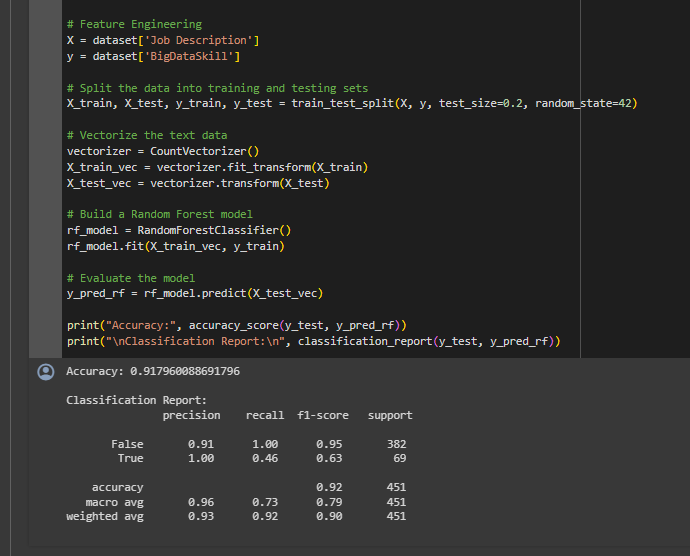 # Feature Engineering
X = dataset['Job Description']
y = dataset['BigDataSkill']
# Split the data into training and testing sets
X_train, X_test, y_train, y_test = train_test_split(X, y, test_size=0.2, random_state=42)
# Vectorize the text data
vectorizer = CountVectorizer()
X_train_vec = vectorizer.fit_transform(X_train)
X_test_vec = vectorizer.transform(X_test)
# Build a Random Forest model
rf_model = RandomForestClassifier()
rf_model.fit(X_train_vec, y_train)
# Evaluate the model
y_pred_rf = rf_model.predict(X_test_vec)
print("Accuracy:", accuracy_score(y_test, y_pred_rf))
print("\nClassification Report:\n", classification_report(y_test, y_pred_rf))
Accuracy: 0.917960088691796
Classification Report:
precision recall f1-score support
False 0.91 1.00 0.95 382
True 1.00 0.46 0.63 69
accuracy 0.92 451
macro avg 0.96 0.73 0.79 451
weighted avg 0.93 0.92 0.90 451